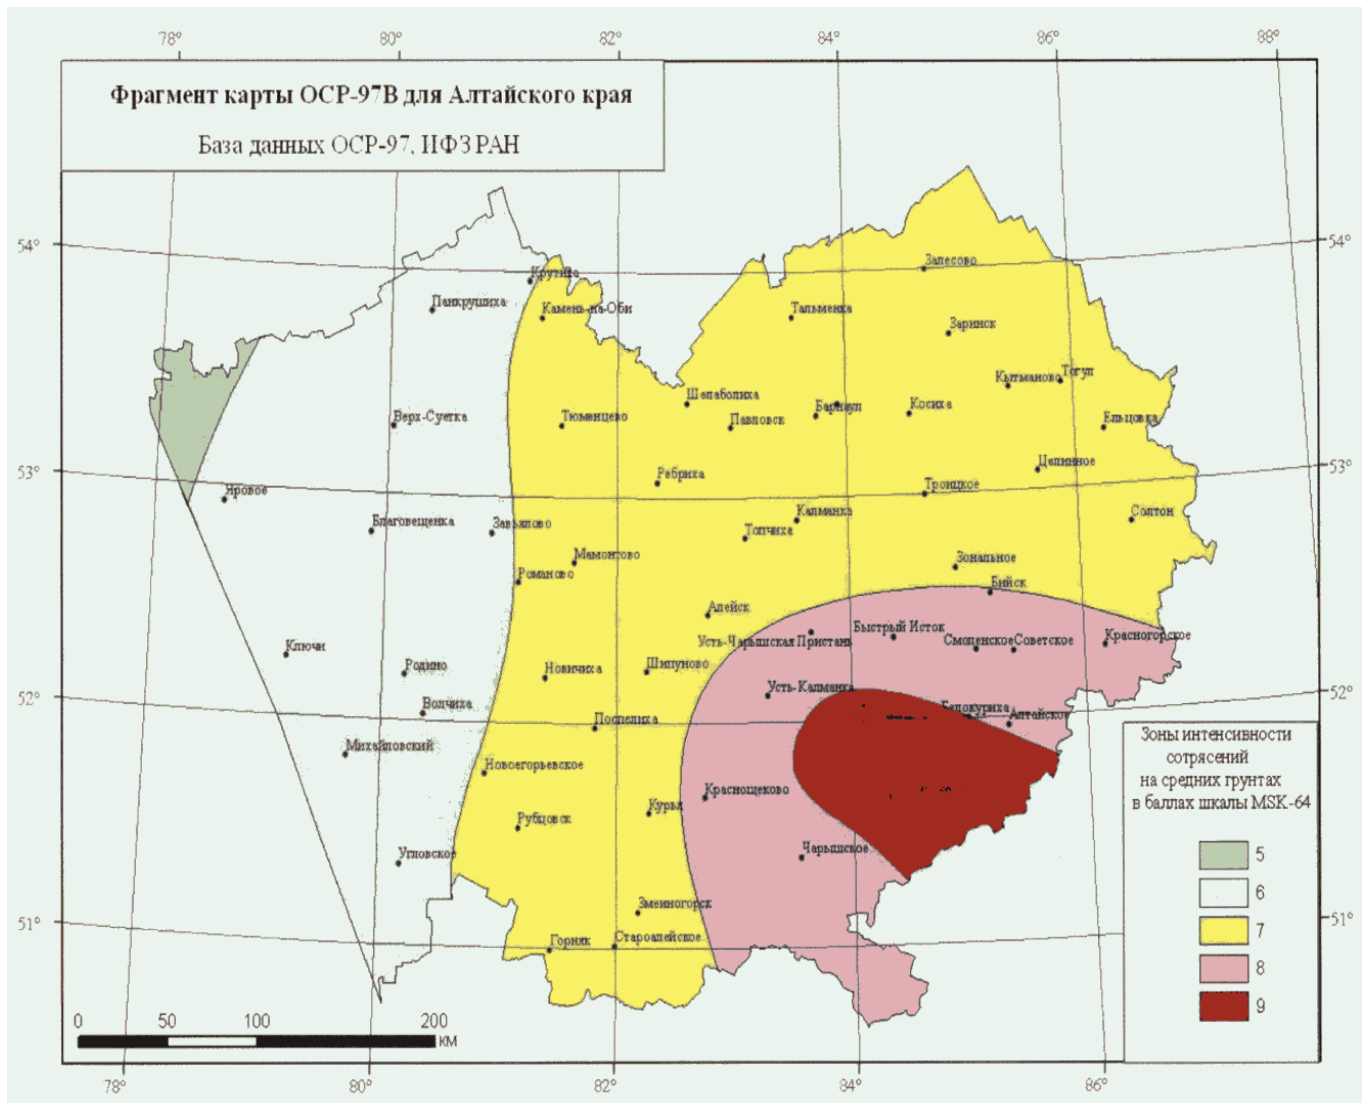 78° 80° 82° 84° 86° 88°
Фрагмент карты ОСР-97В для Алтайского края
База данных ОСР-97, ИФЗ РАН
54° 54°
Залесово
Крутиха
Панкрушиха
Камень-на-Оби
Тальменка
Заринск
Кытманово
Тогул
Шелаболиха
Барнаул
Косиха
Верх-Суетка
Тюменцево
Павловск
Ельцовка
53° 53°
Целинное
Ребриха
Троицкое
Яровое
Калманка
Солтон
Благовещенка
Завьялово
Топчиха
Мамонтово
Зональное
Романово
Бийск
Алейск
Быстрый Исток
Усть-Чарышская Пристань
Смоленское
Советское
Красногорское
Ключи
Родино
Новичиха
Шипуново
Усть-Калманка
52° 52°
Волчиха
Белокуриха
Алтайское
Поспелиха
Михайловский
Новоегорьевское
Краснощеково
Курья
Рубцовск
Угловское
Чарышское
Змеиногорск
51° 51°
Горняк
Староалейское
Зоны интенсивности
сотрясений
на средних грунтах
в баллах шкалы MSK-64
5
6
7
8
9
0 50 100 200
км
78° 80° 82° 84° 86°